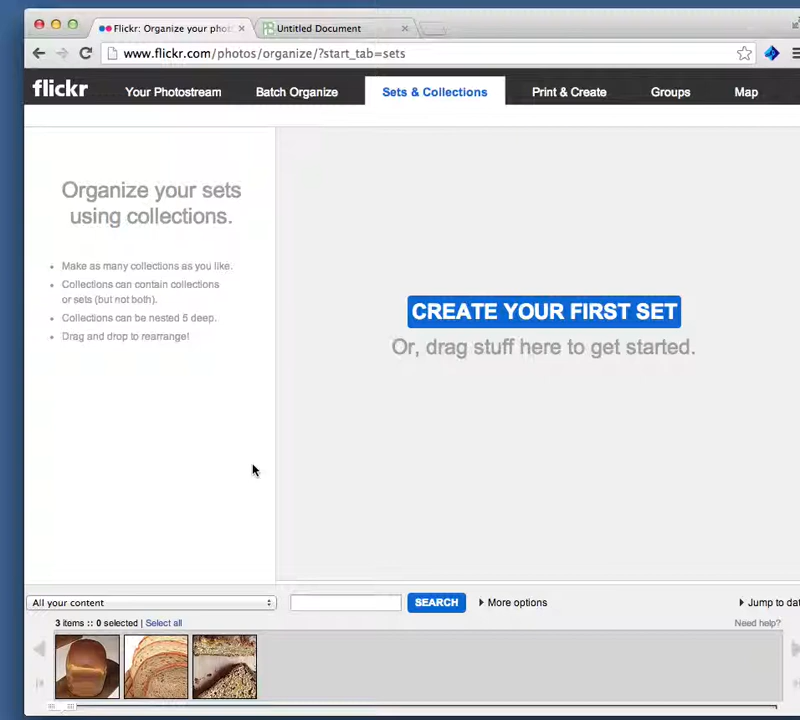 Flickr: Organize your phot
Untitled Document
www.flickr.com/photos/organize/?start_tab=sets
flickr
Your Photostream
Batch Organize
Sets & Collections
Print & Create
Groups
Map
Organize your sets
using collections.
Make as many collections as you like.
Collections can contain collections
or sets (but not both).
Collections can be nested 5 deep.
Drag and drop to rearrange!
CREATE YOUR FIRST SET
Or, drag stuff here to get started.
All your content
SEARCH
More options
Jump to dat
3 items :: 0 selected | Select all
Need help?